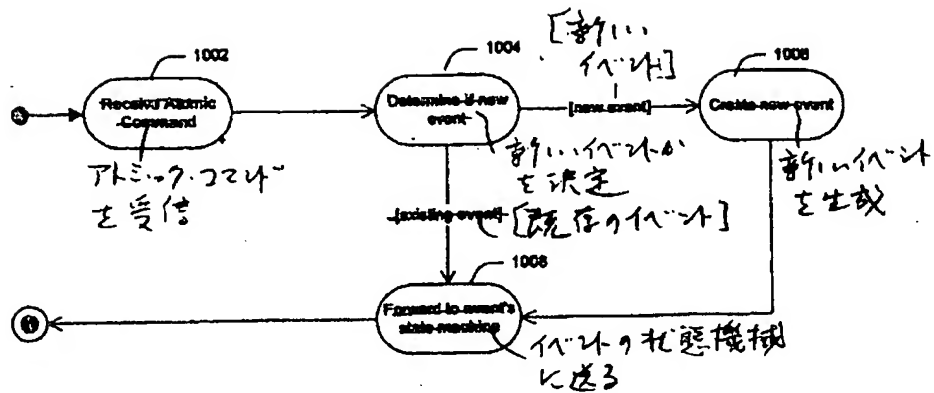 1002
Receive Atomic
Command
アトミック・コマンド
を受信
1004
Determine if new
event
新しいイベントか
を決定
[新しい
イベント]
[new event]
1006
Create new event
新しいイベント
を生成
[existing event]
[既存のイベント]
1008
Forward to event's
state machine
イベントの状態機械
に送る